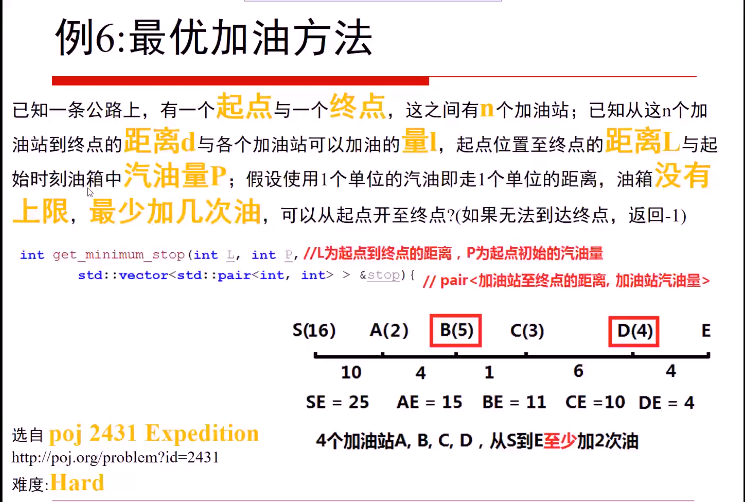 例6:最优加油方法
已知一条公路上，有一个起点与一个终点，这之间有n个加油站；已知从这n个加
油站到终点的距离d与各个加油站可以加油的量l，起点位置至终点的距离L与起
始时刻油箱中汽油量P；假设使用1个单位的汽油即走1个单位的距离，油箱没有
上限，最少加几次油，可以从起点开至终点?(如果无法到达终点，返回-1)
int get_minimum_stop(int L, int P, //L为起点到终点的距离，P为起点初始的汽油量
std::vector<std::pair<int, int> > &stop){ // pair<加油站至终点的距离, 加油站汽油量>
S(16) A(2) B(5) C(3) D(4) E
10 4 1 6 4
SE = 25 AE = 15 BE = 11 CE =10 DE = 4
4个加油站A, B, C, D，从S到E至少加2次油
选自 poj 2431 Expedition
http://poj.org/problem?id=2431
难度:Hard